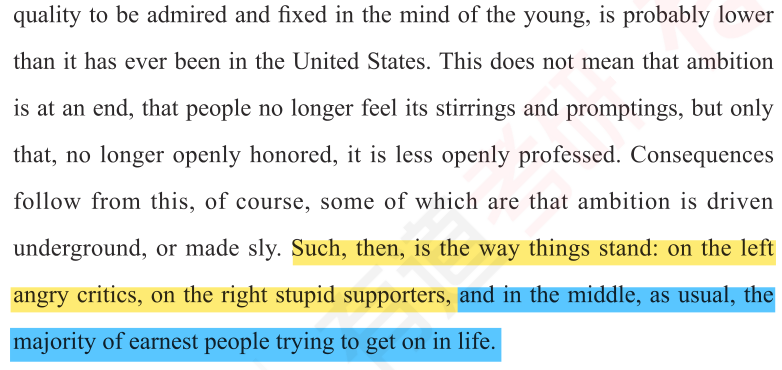 quality to be admired and fixed in the mind of the young, is probably lower
than it has ever been in the United States. This does not mean that ambition
is at an end, that people no longer feel its stirrings and promptings, but only
that, no longer openly honored, it is less openly professed. Consequences
follow from this, of course, some of which are that ambition is driven
underground, or made sly. Such, then, is the way things stand: on the left
angry critics, on the right stupid supporters, and in the middle, as usual, the
majority of earnest people trying to get on in life.
有道考研